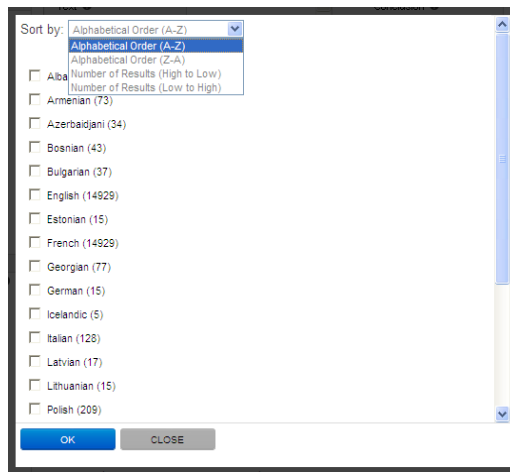 Sort by: Alphabetical Order (A-Z)
Alphabetical Order (A-Z)
Alphabetical Order (Z-A)
Number of Results (High to Low)
Number of Results (Low to High)
Armenian (73)
Azerbaidjani (34)
Bosnian (43)
Bulgarian (37)
English (14929)
Estonian (15)
French (14929)
Georgian (77)
German (15)
Icelandic (5)
Italian (128)
Latvian (17)
Lithuanian (15)
Polish (209)
OK CLOSE